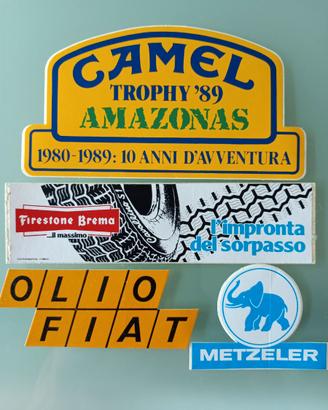 CAMEL
TROPHY '89
AMAZONAS
1980-1989: 10 ANNI D'AVVENTURA
Firestone Brema
...il massimo
l'impronta
del sorpasso
OLIO
FIAT
METZELER